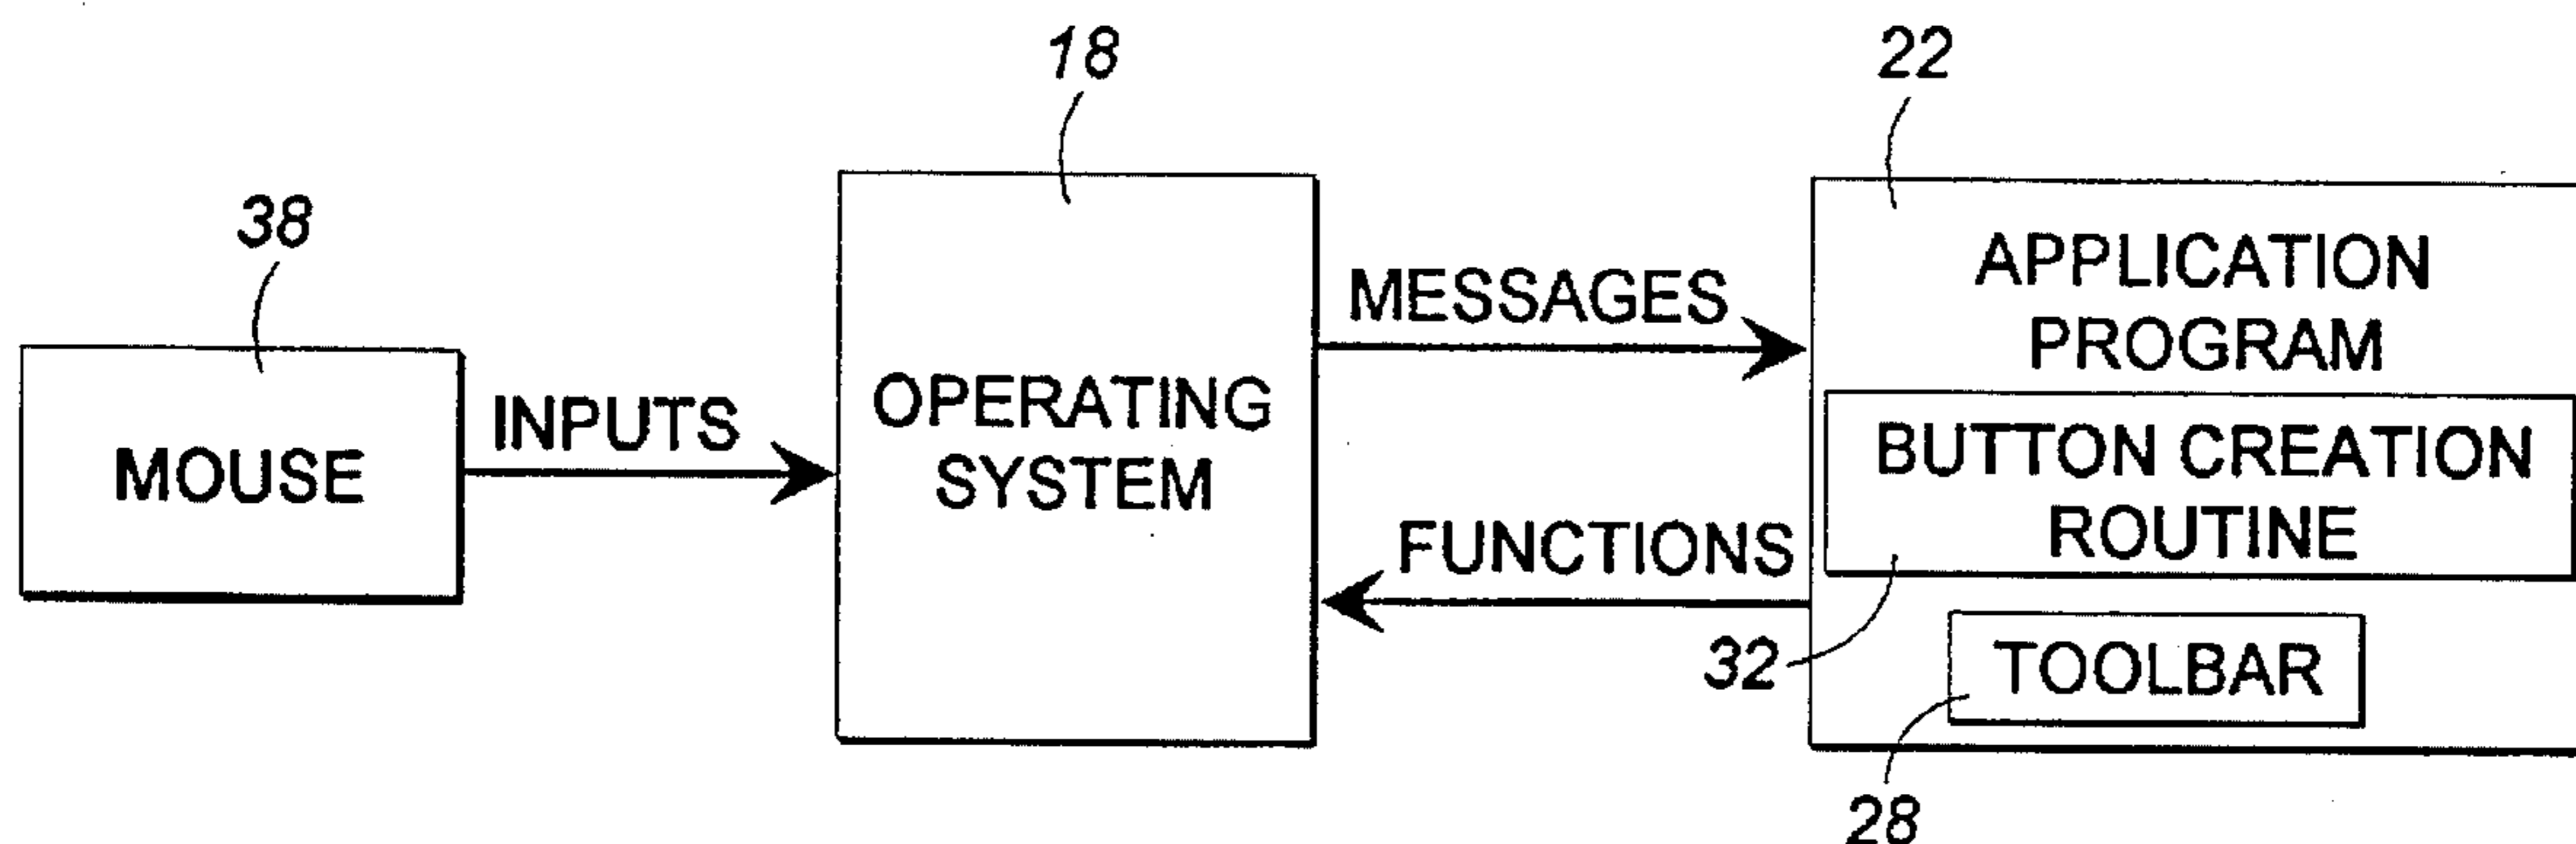 18
22
38
MESSAGES
APPLICATION
PROGRAM
INPUTS
OPERATING
SYSTEM
MOUSE
BUTTON CREATION
ROUTINE
FUNCTIONS
32
TOOLBAR
28